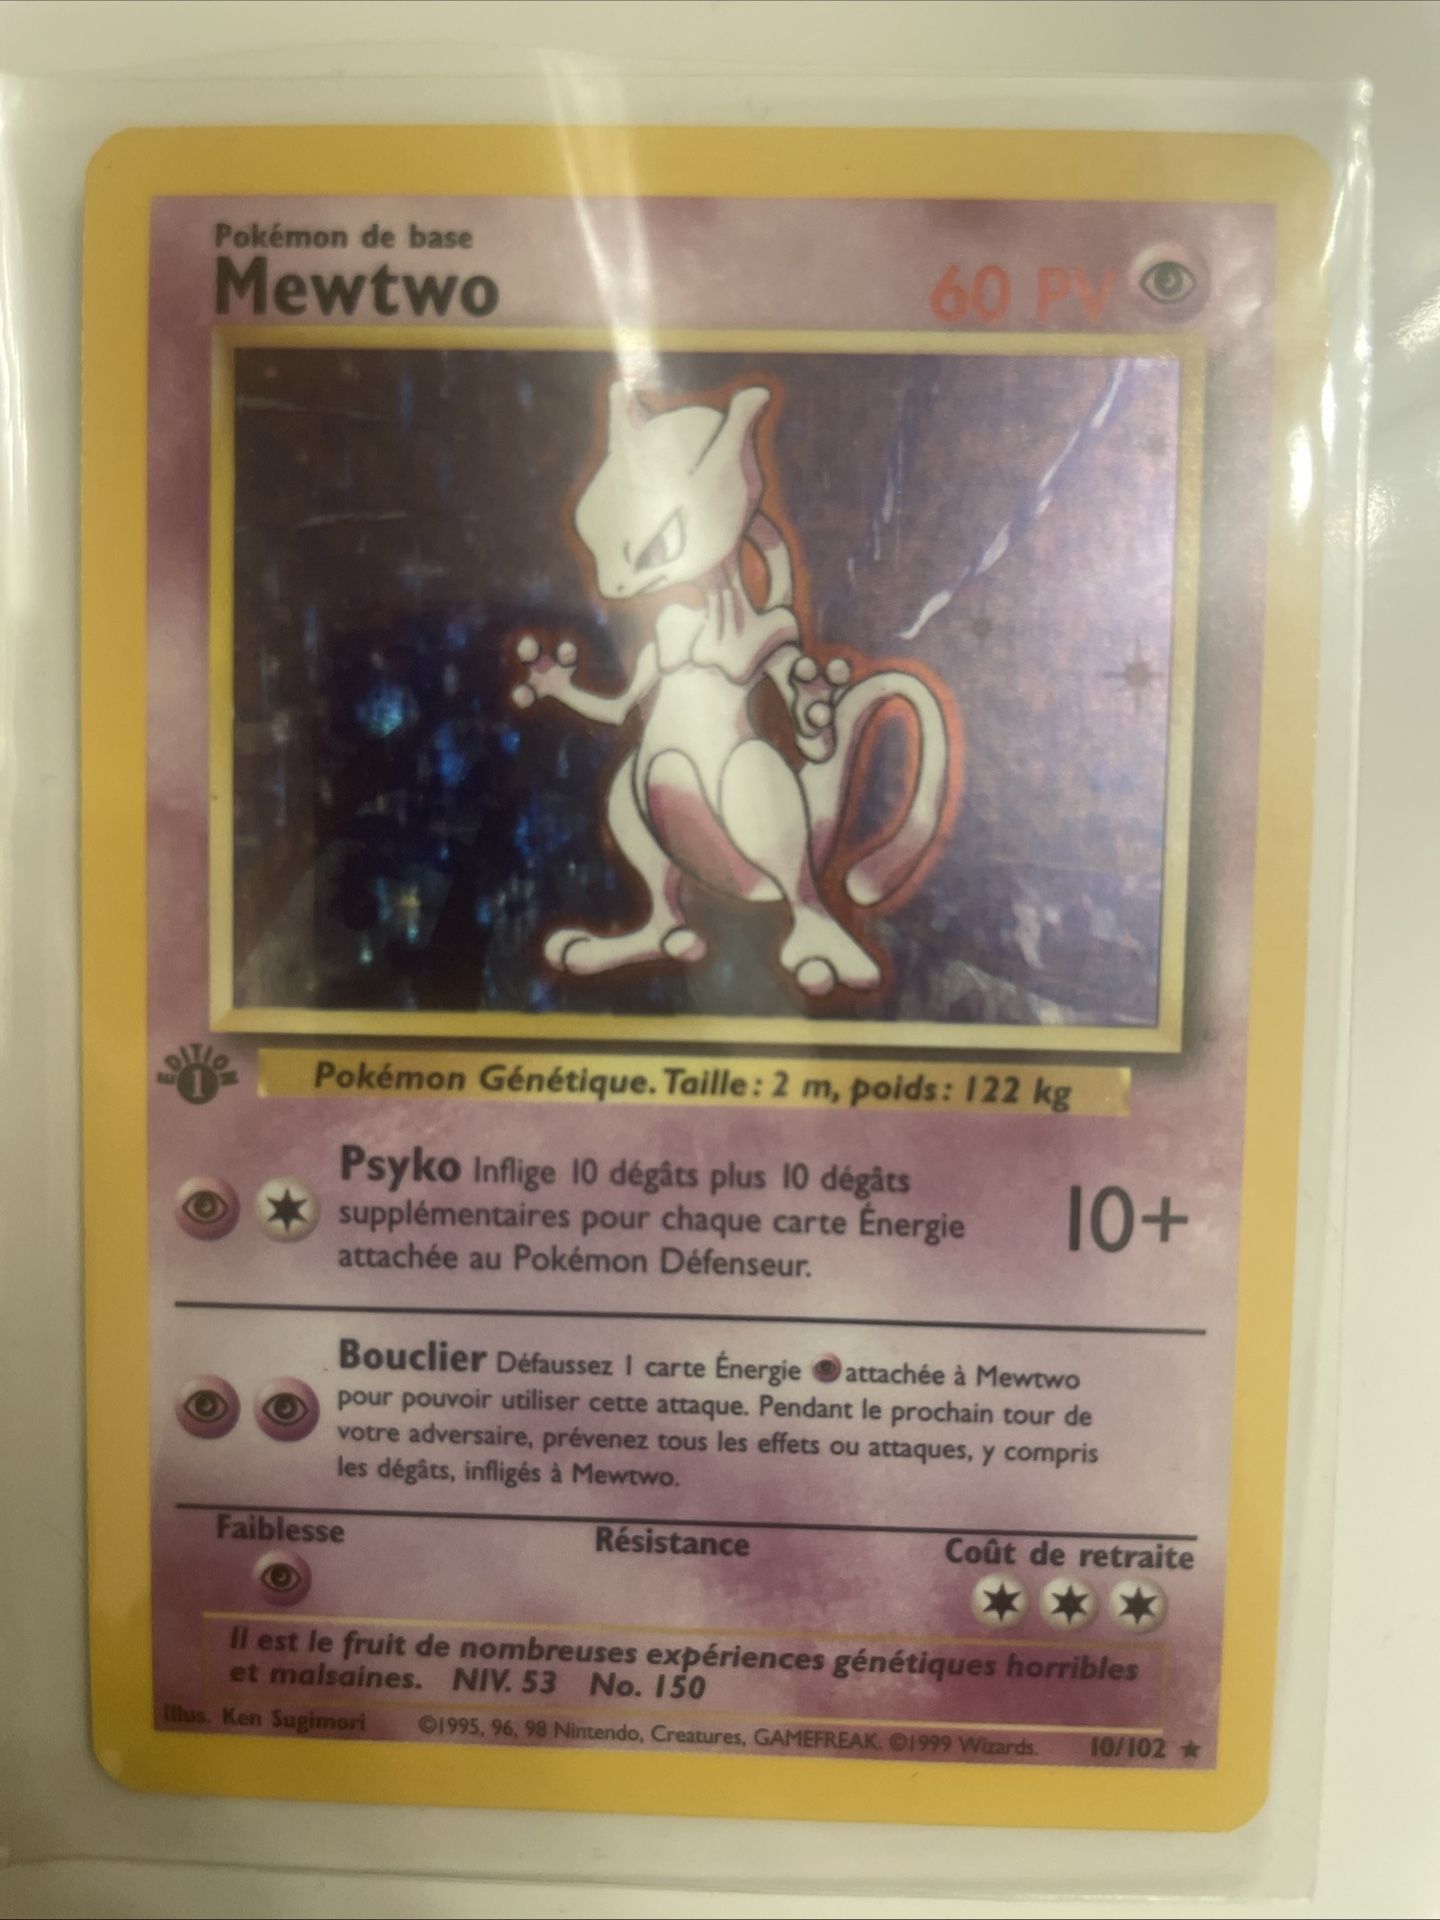 Pokémon de base
Mewtwo
60 PV
EDITION
1
Pokémon Génétique. Taille : 2 m, poids : 122 kg
Psyko Inflige 10 dégâts plus 10 dégâts
supplémentaires pour chaque carte Énergie
attachée au Pokémon Défenseur.
10+
Bouclier Défaussez 1 carte Énergie attachée à Mewtwo
pour pouvoir utiliser cette attaque. Pendant le prochain tour de
votre adversaire, prévenez tous les effets ou attaques, y compris
les dégâts, infligés à Mewtwo.
Faiblesse
Résistance
Coût de retraite
Il est le fruit de nombreuses expériences génétiques horribles
et malsaines. NIV. 53 No. 150
Illus. Ken Sugimori ©1995, 96, 98 Nintendo, Creatures, GAMEFREAK. ©1999 Wizards. 10/102 ★